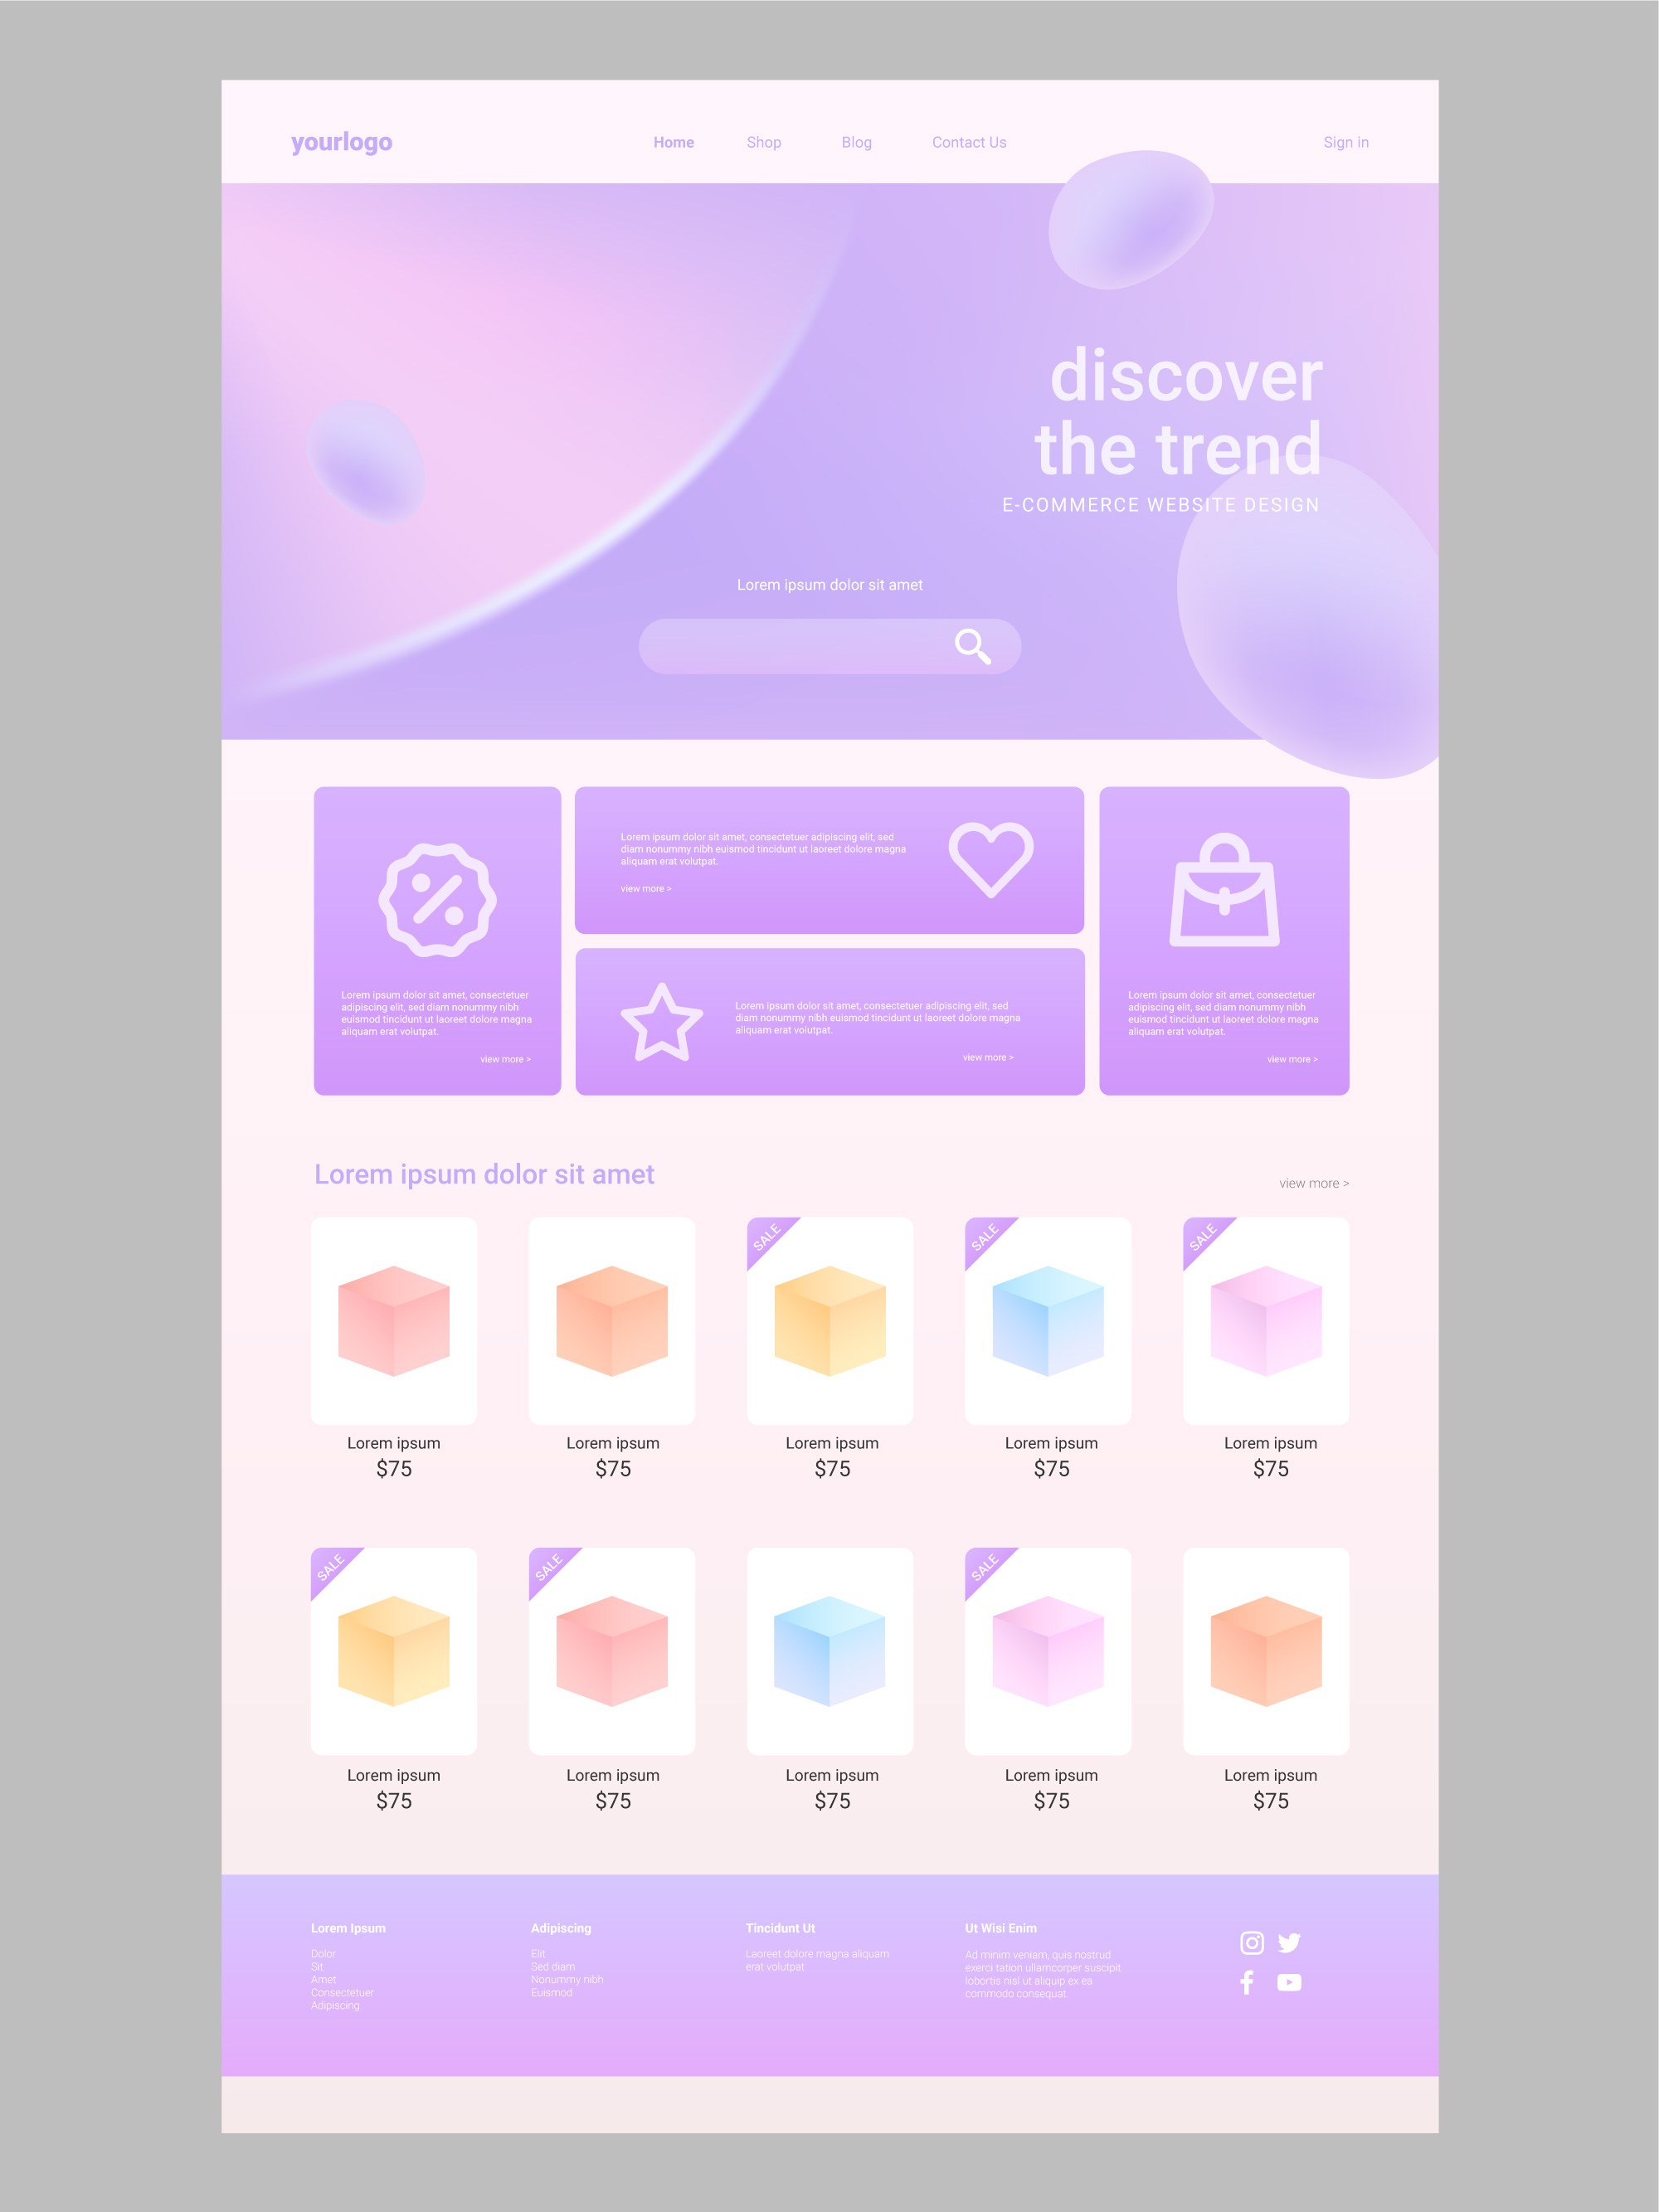 yourlogo
Home
Shop
Blog
Contact Us
Sign in
discover
the trend
E-COMMERCE WEBSITE DESIGN
Lorem ipsum dolor sit amet
Lorem ipsum dolor sit amet, consectetuer
adipiscing elit, sed diam nonummy nibh
euismod tincidunt ut laoreet dolore magna
aliquam erat volutpat.
view more >
Lorem ipsum dolor sit amet, consectetuer adipiscing elit, sed
diam nonummy nibh euismod tincidunt ut laoreet dolore magna
aliquam erat volutpat.
view more >
Lorem ipsum dolor sit amet, consectetuer adipiscing elit, sed
diam nonummy nibh euismod tincidunt ut laoreet dolore magna
aliquam erat volutpat.
view more >
Lorem ipsum dolor sit amet, consectetuer
adipiscing elit, sed diam nonummy nibh
euismod tincidunt ut laoreet dolore magna
aliquam erat volutpat.
view more >
Lorem ipsum dolor sit amet
view more >
SALE
SALE
SALE
Lorem ipsum
$75
Lorem ipsum
$75
Lorem ipsum
$75
Lorem ipsum
$75
Lorem ipsum
$75
SALE
SALE
SALE
Lorem ipsum
$75
Lorem ipsum
$75
Lorem ipsum
$75
Lorem ipsum
$75
Lorem ipsum
$75
Lorem Ipsum
Dolor
Sit
Amet
Consectetuer
Adipiscing
Adipiscing
Elit
Sed diam
Nonummy nibh
Euismod
Tincidunt Ut
Laoreet dolore magna aliquam
erat volutpat
Ut Wisi Enim
Ad minim veniam, quis nostrud
exerci tation ullamcorper suscipit
lobortis nisl ut aliquip ex ea
commodo consequat.